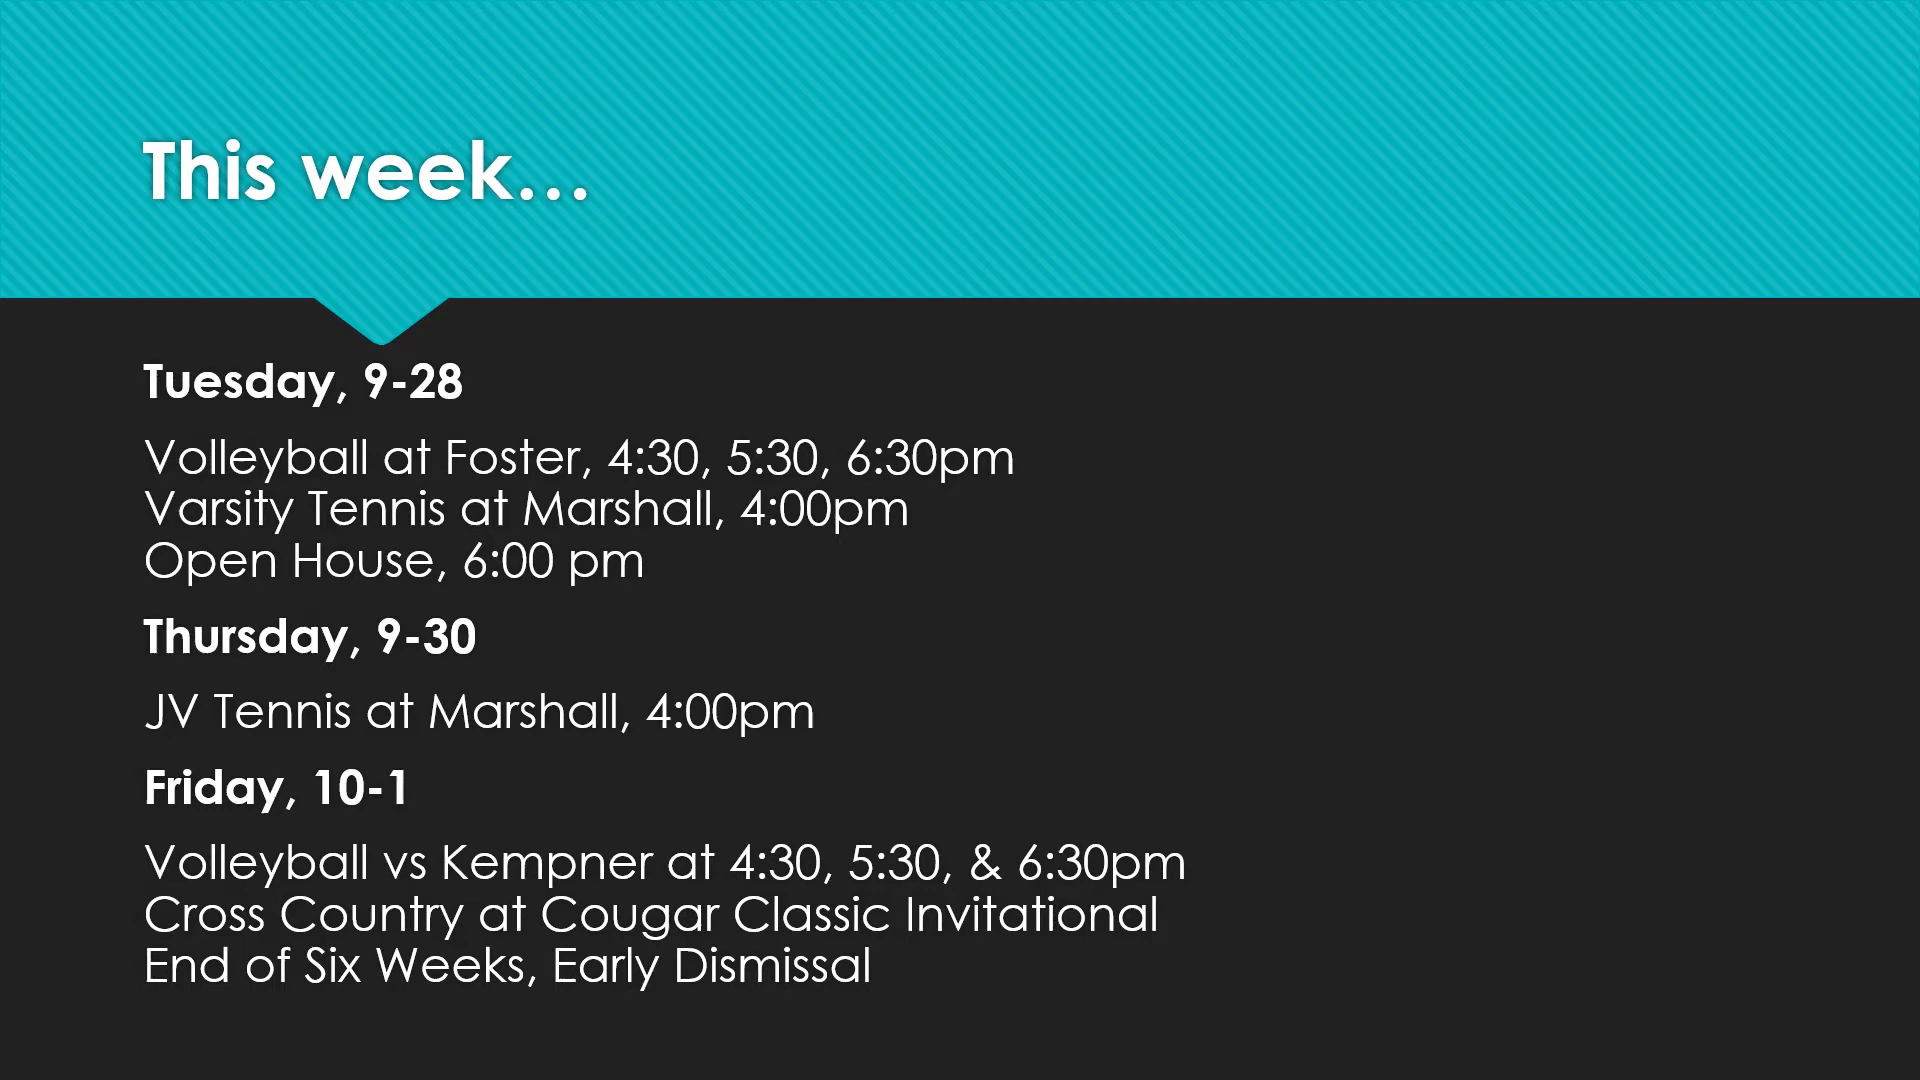 This week...
Tuesday, 9-28
Volleyball at Foster, 4:30, 5:30, 6:30pm
Varsity Tennis at Marshall, 4:00pm
Open House, 6:00 pm
Thursday, 9-30
JV Tennis at Marshall, 4:00pm
Friday, 10-1
Volleyball vs Kempner at 4:30, 5:30, & 6:30pm
Cross Country at Cougar Classic Invitational
End of Six Weeks, Early Dismissal